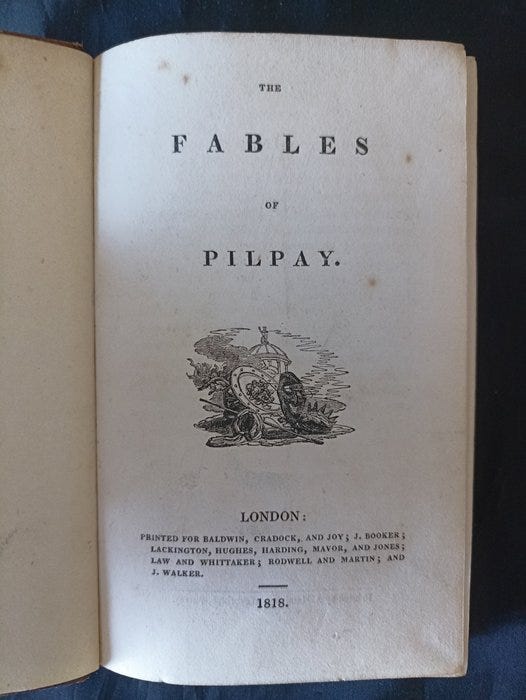 THE
FABLES
OF
PILPAY.
LONDON:
PRINTED FOR BALDWIN, CRADOCK, AND JOY; J. BOOKER;
LACKINGTON, HUGHES, HARDING, MAVOR, AND JONES;
LAW AND WHITTAKER; RODWELL AND MARTIN; AND
J. WALKER.
1818.